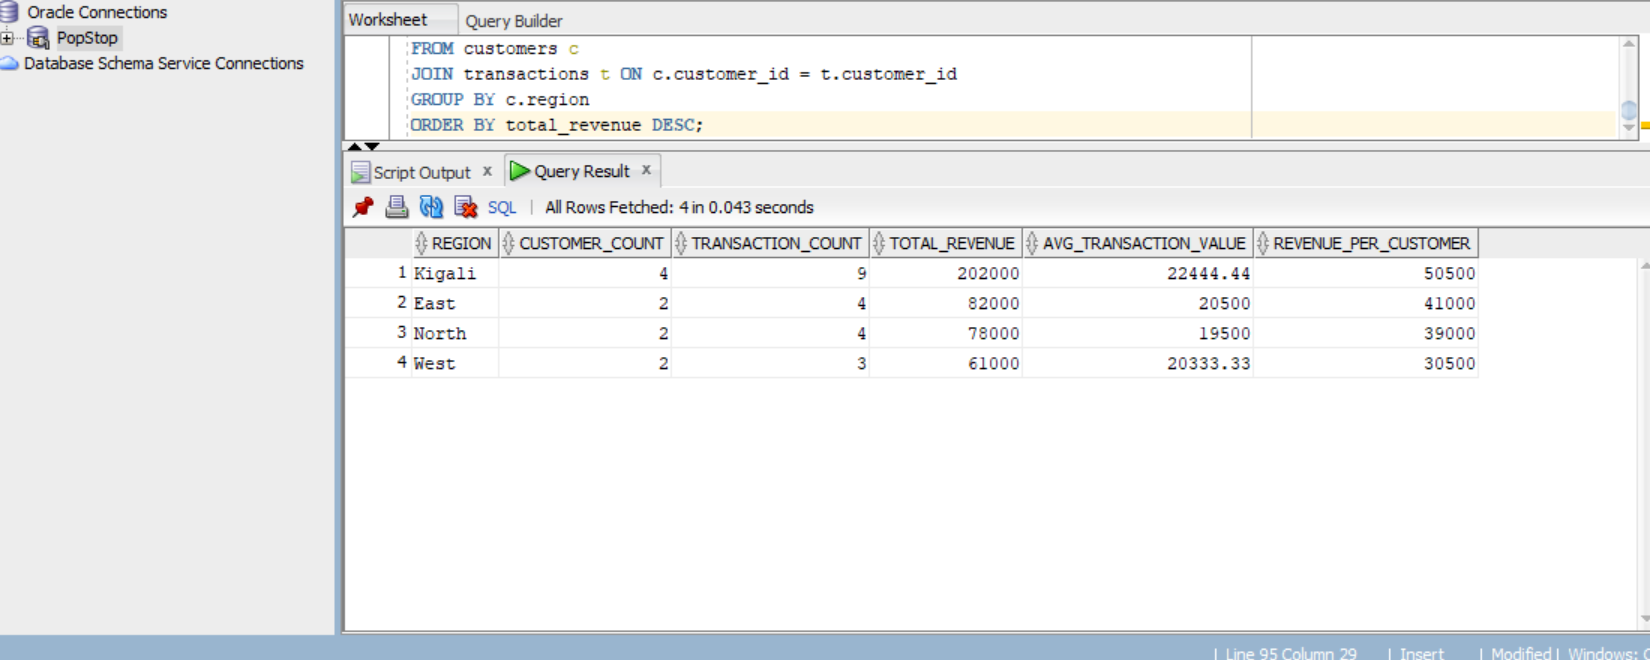 Oracle Connections
PopStop
Database Schema Service Connections
Worksheet Query Builder
FROM customers c
JOIN transactions t ON c.customer_id = t.customer_id
GROUP BY c.region
ORDER BY total_revenue DESC;
Script Output x Query Result x
SQL | All Rows Fetched: 4 in 0.043 seconds
REGION CUSTOMER_COUNT TRANSACTION_COUNT TOTAL_REVENUE AVG_TRANSACTION_VALUE REVENUE_PER_CUSTOMER
1 Kigali 4 9 202000 22444.44 50500
2 East 2 4 82000 20500 41000
3 North 2 4 78000 19500 39000
4 West 2 3 61000 20333.33 30500
| Line 95 Column 29 | Insert | Modified | Windows: